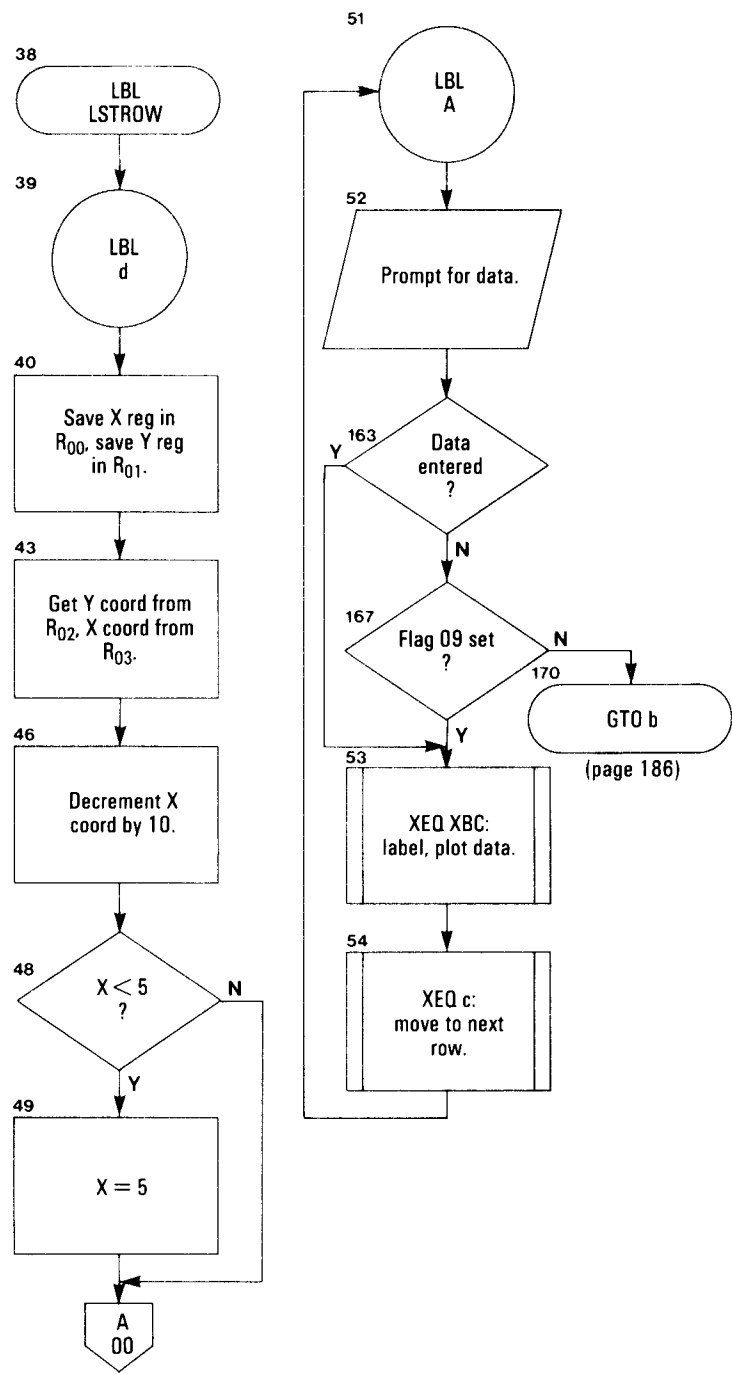 38
LBL
LSTROW
39
LBL
d
40
Save X reg in
R00, save Y reg
in R01.
43
Get Y coord from
R02, X coord from
R03.
46
Decrement X
coord by 10.
48
X < 5
?
N
Y
49
X = 5
A
00
51
LBL
A
52
Prompt for data.
163
Y
Data
entered
?
N
167
Flag 09 set
?
N
170
GTO b
(page 186)
Y
53
XEQ XBC:
label, plot data.
54
XEQ c:
move to next
row.